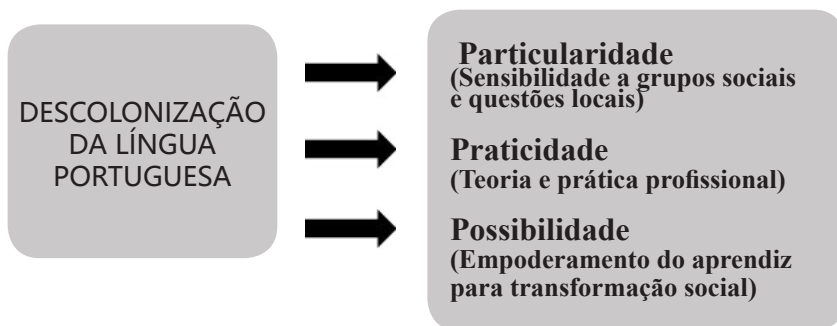 DESCOLONIZAÇÃO
DA LÍNGUA
PORTUGUESA
Particularidade
(Sensibilidade a grupos sociais
e questões locais)
Praticidade
(Teoria e prática profissional)
Possibilidade
(Empoderamento do aprendiz
para transformação social)